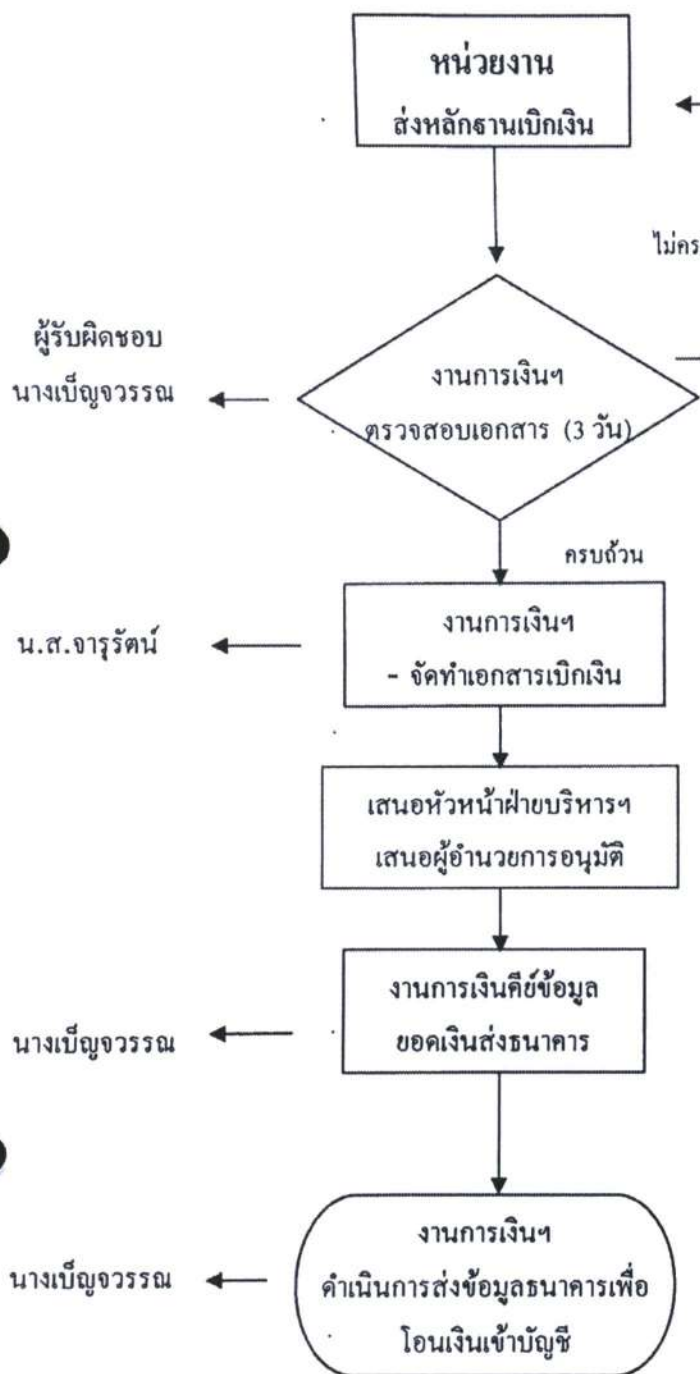 หน่วยงาน
ส่งหลักฐานเบิกเงิน
ผู้รับผิดชอบ
นางเบ็ญจวรรณ
งานการเงินฯ
ตรวจสอบเอกสาร (3 วัน)
ครบถ้วน
น.ส.จารุรัตน์
งานการเงินฯ
- จัดทำเอกสารเบิกเงิน
เสนอหัวหน้าฝ่ายบริหารฯ
เสนอผู้อำนวยการอนุมัติ
นางเบ็ญจวรรณ
งานการเงินคีย์ข้อมูล
ยอดเงินส่งธนาคาร
นางเบ็ญจวรรณ
งานการเงินฯ
ดำเนินการส่งข้อมูลธนาคารเพื่อ
โอนเงินเข้าบัญชี